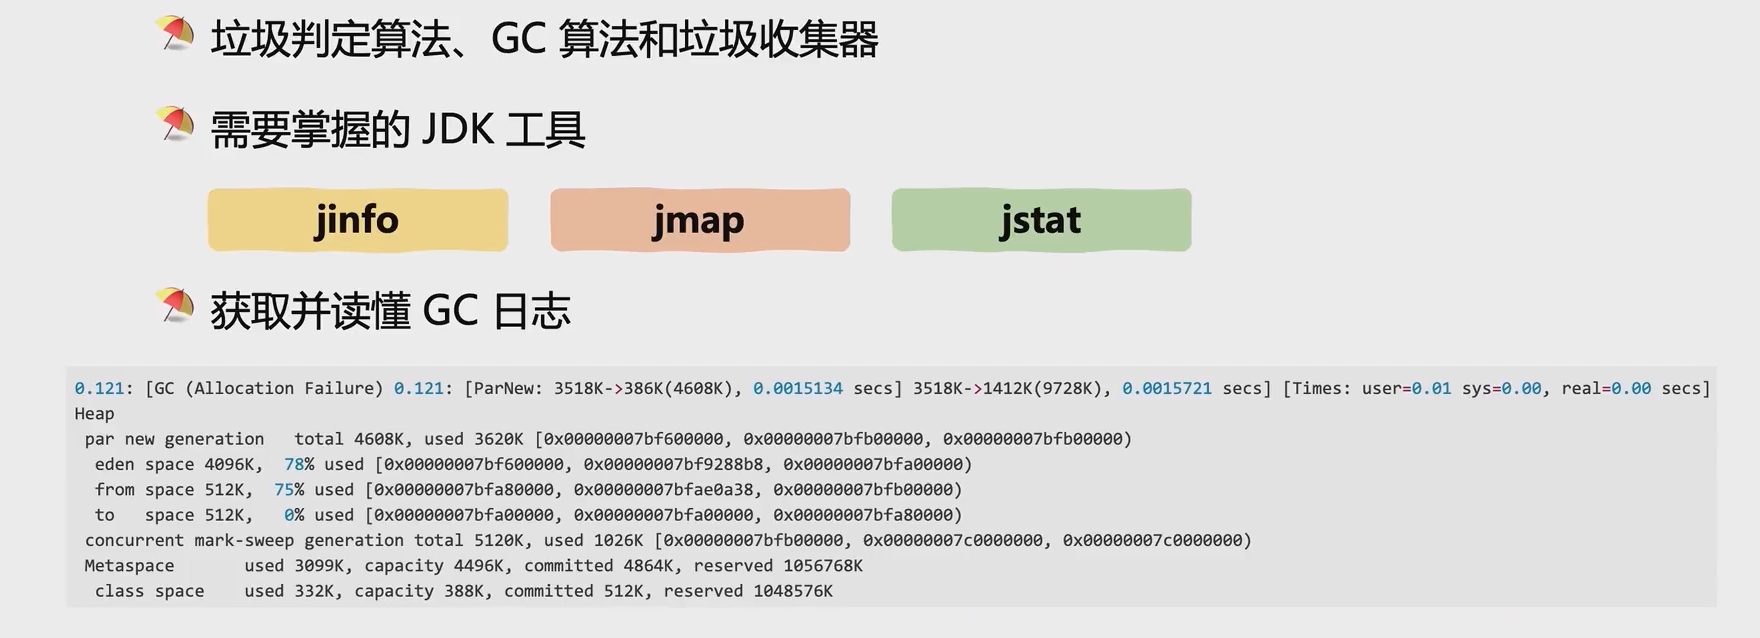 垃圾判定算法、GC 算法和垃圾收集器
需要掌握的 JDK 工具
jinfo jmap jstat
获取并读懂 GC 日志
0.121: [GC (Allocation Failure) 0.121: [ParNew: 3518K->386K(4608K), 0.0015134 secs] 3518K->1412K(9728K), 0.0015721 secs] [Times: user=0.01 sys=0.00, real=0.00 secs]
Heap
par new generation   total 4608K, used 3620K [0x00000007bf600000, 0x00000007bfb00000, 0x00000007bfb00000)
eden space 4096K,  78% used [0x00000007bf600000, 0x00000007bf9288b8, 0x00000007bfa00000)
from space 512K,  75% used [0x00000007bfa80000, 0x00000007bfae0a38, 0x00000007bfb00000)
to   space 512K,   0% used [0x00000007bfa00000, 0x00000007bfa00000, 0x00000007bfa80000)
concurrent mark-sweep generation total 5120K, used 1026K [0x00000007bfb00000, 0x00000007c0000000, 0x00000007c0000000)
Metaspace       used 3099K, capacity 4496K, committed 4864K, reserved 1056768K
class space    used 332K, capacity 388K, committed 512K, reserved 1048576K